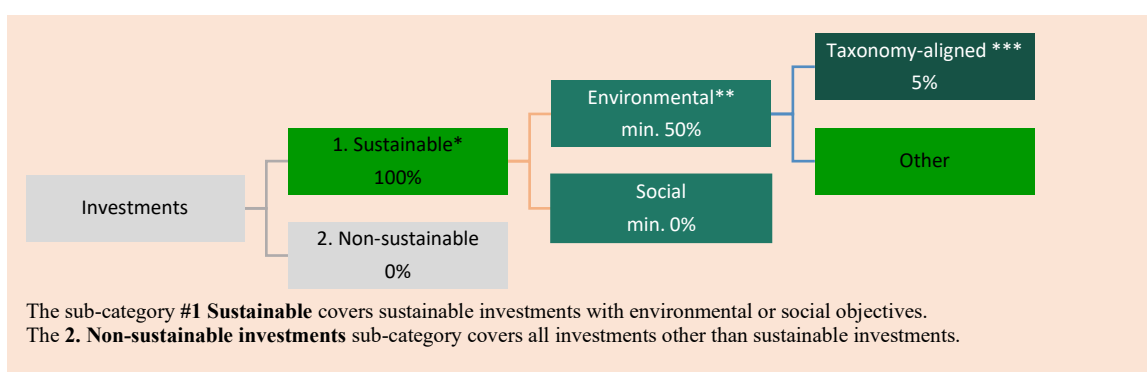 Taxonomy-aligned ***
5%
Environmental**
min. 50%
1. Sustainable*
100%
Other
Social
min. 0%
Investments
2. Non-sustainable
0%
The sub-category #1 Sustainable covers sustainable investments with environmental or social objectives.
The 2. Non-sustainable investments sub-category covers all investments other than sustainable investments.